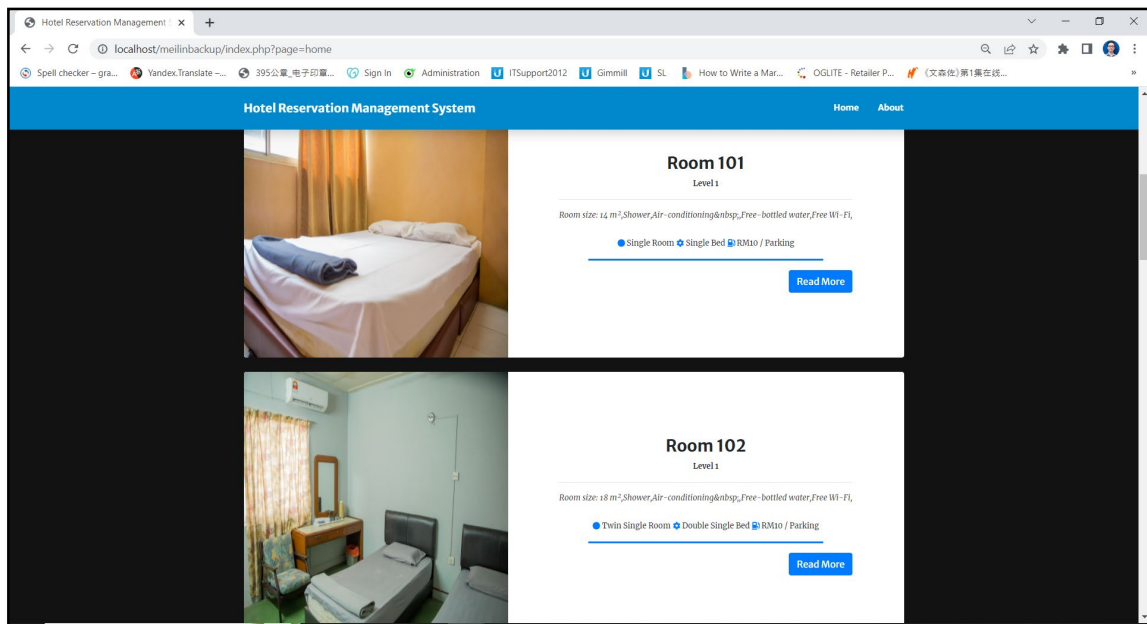 Hotel Reservation Management S
localhost/meilinbackup/index.php?page=home
Spell checker – gra... Yandex.Translate –... 395公章_电子印章... Sign In Administration ITSupport2012 Gimmill SL How to Write a Mar... OGLITE - Retailer P... 《文森佐》第1集在线... »
Hotel Reservation Management System Home About
Room 101
Level 1
Room size: 14 m²,Shower,Air-conditioning&nbsp;,Free-bottled water,Free Wi-Fi,
Single Room Single Bed RM10 / Parking
Read More
Room 102
Level 1
Room size: 18 m²,Shower,Air-conditioning&nbsp;,Free-bottled water,Free Wi-Fi,
Twin Single Room Double Single Bed RM10 / Parking
Read More